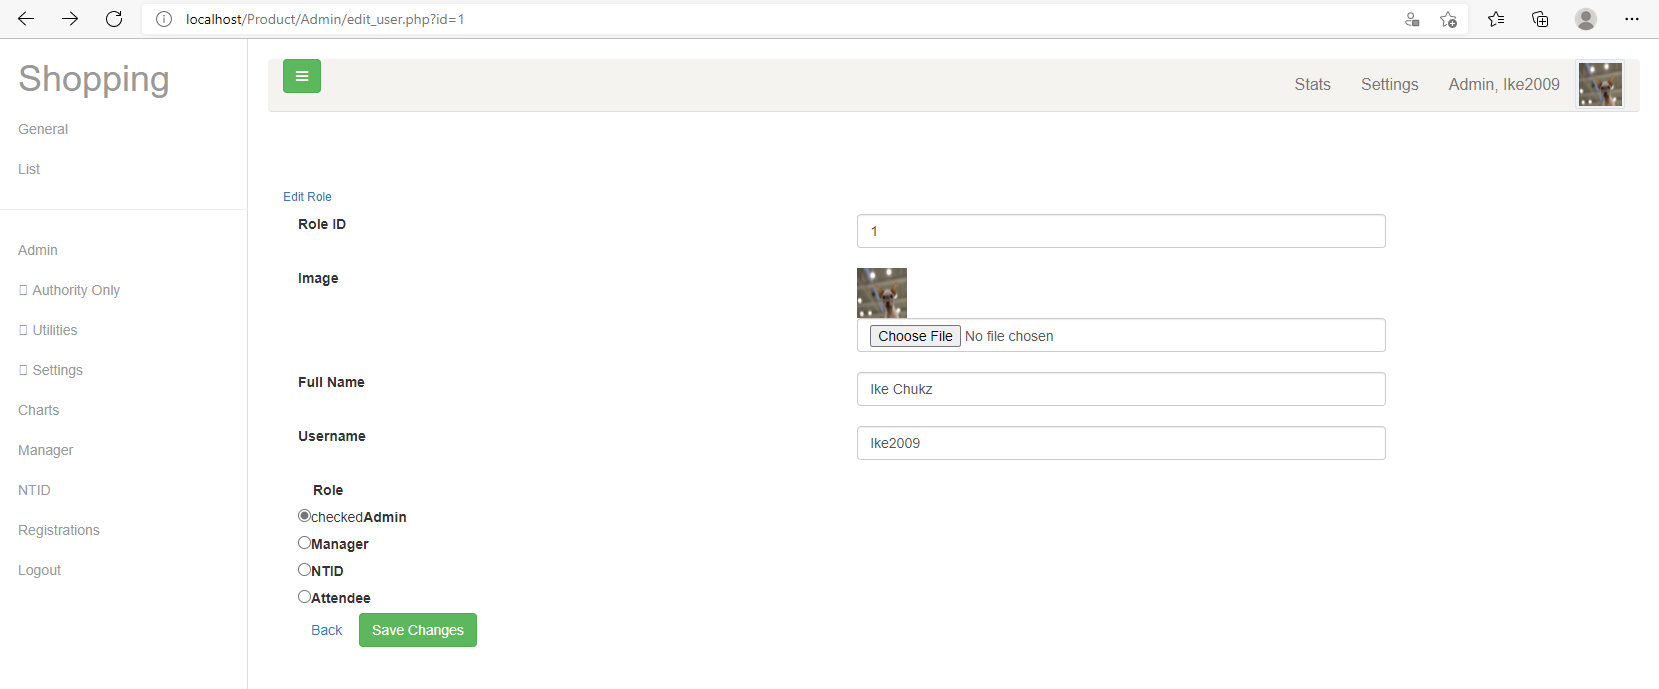 localhost/Product/Admin/edit_user.php?id=1
Shopping
General
List
Admin
Authority Only
Utilities
Settings
Charts
Manager
NTID
Registrations
Logout
Stats Settings Admin, Ike2009
Edit Role
Role ID 1
Image
Choose File No file chosen
Full Name Ike Chukz
Username Ike2009
Role
checkedAdmin
Manager
NTID
Attendee
Back Save Changes